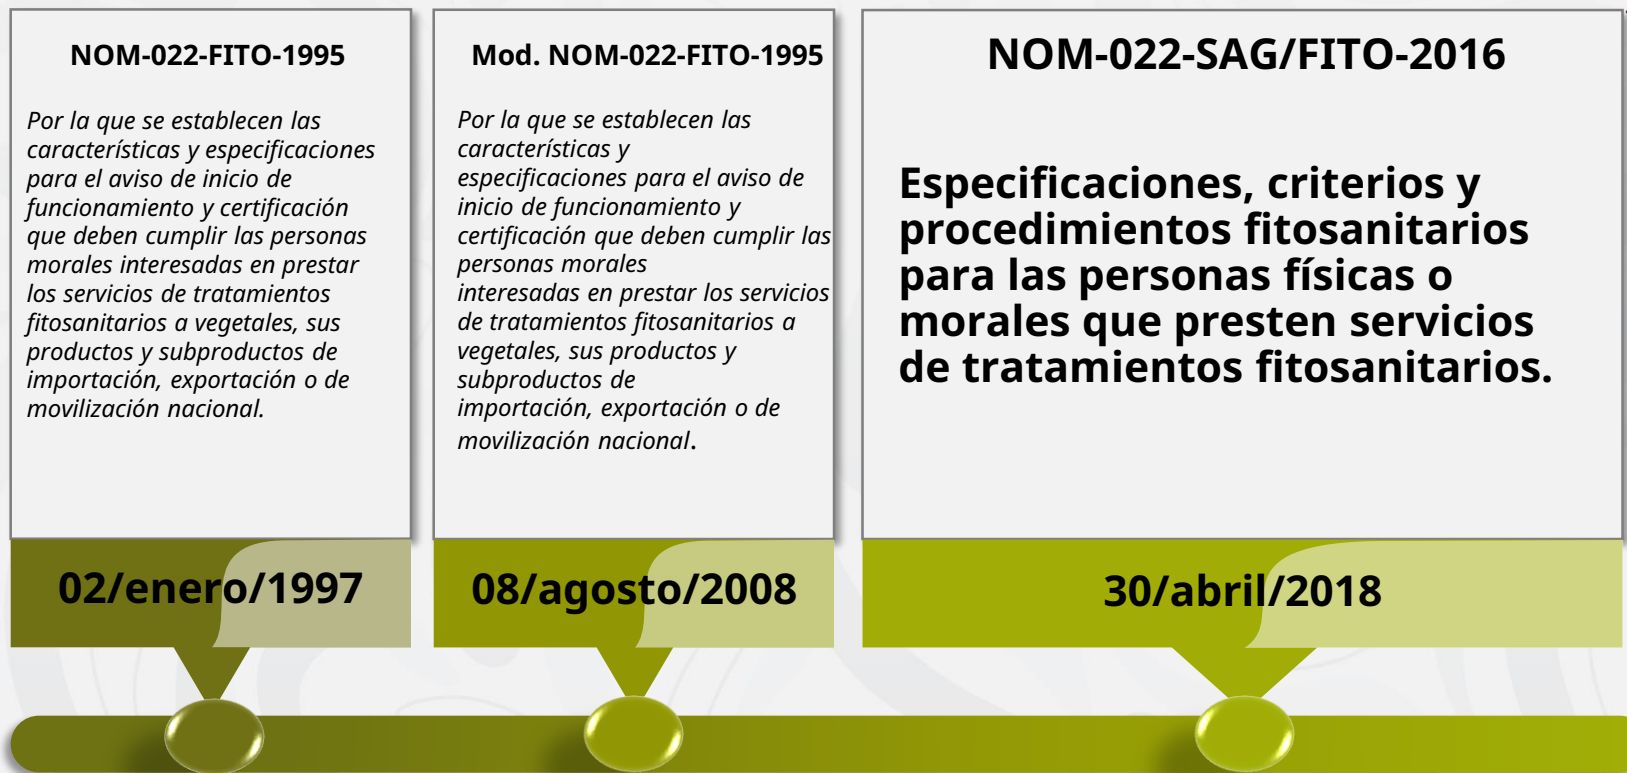 NOM-022-FITO-1995
Por la que se establecen las
características y especificaciones
para el aviso de inicio de
funcionamiento y certificación
que deben cumplir las personas
morales interesadas en prestar
los servicios de tratamientos
fitosanitarios a vegetales, sus
productos y subproductos de
importación, exportación o de
movilización nacional.
02/enero/1997
Mod. NOM-022-FITO-1995
Por la que se establecen las
características y
especificaciones para el aviso de
inicio de funcionamiento y
certificación que deben cumplir las
personas morales
interesadas en prestar los servicios
de tratamientos fitosanitarios a
vegetales, sus productos y
subproductos de
importación, exportación o de
movilización nacional.
08/agosto/2008
NOM-022-SAG/FITO-2016
Especificaciones, criterios y
procedimientos fitosanitarios
para las personas físicas o
morales que presten servicios
de tratamientos fitosanitarios.
30/abril/2018